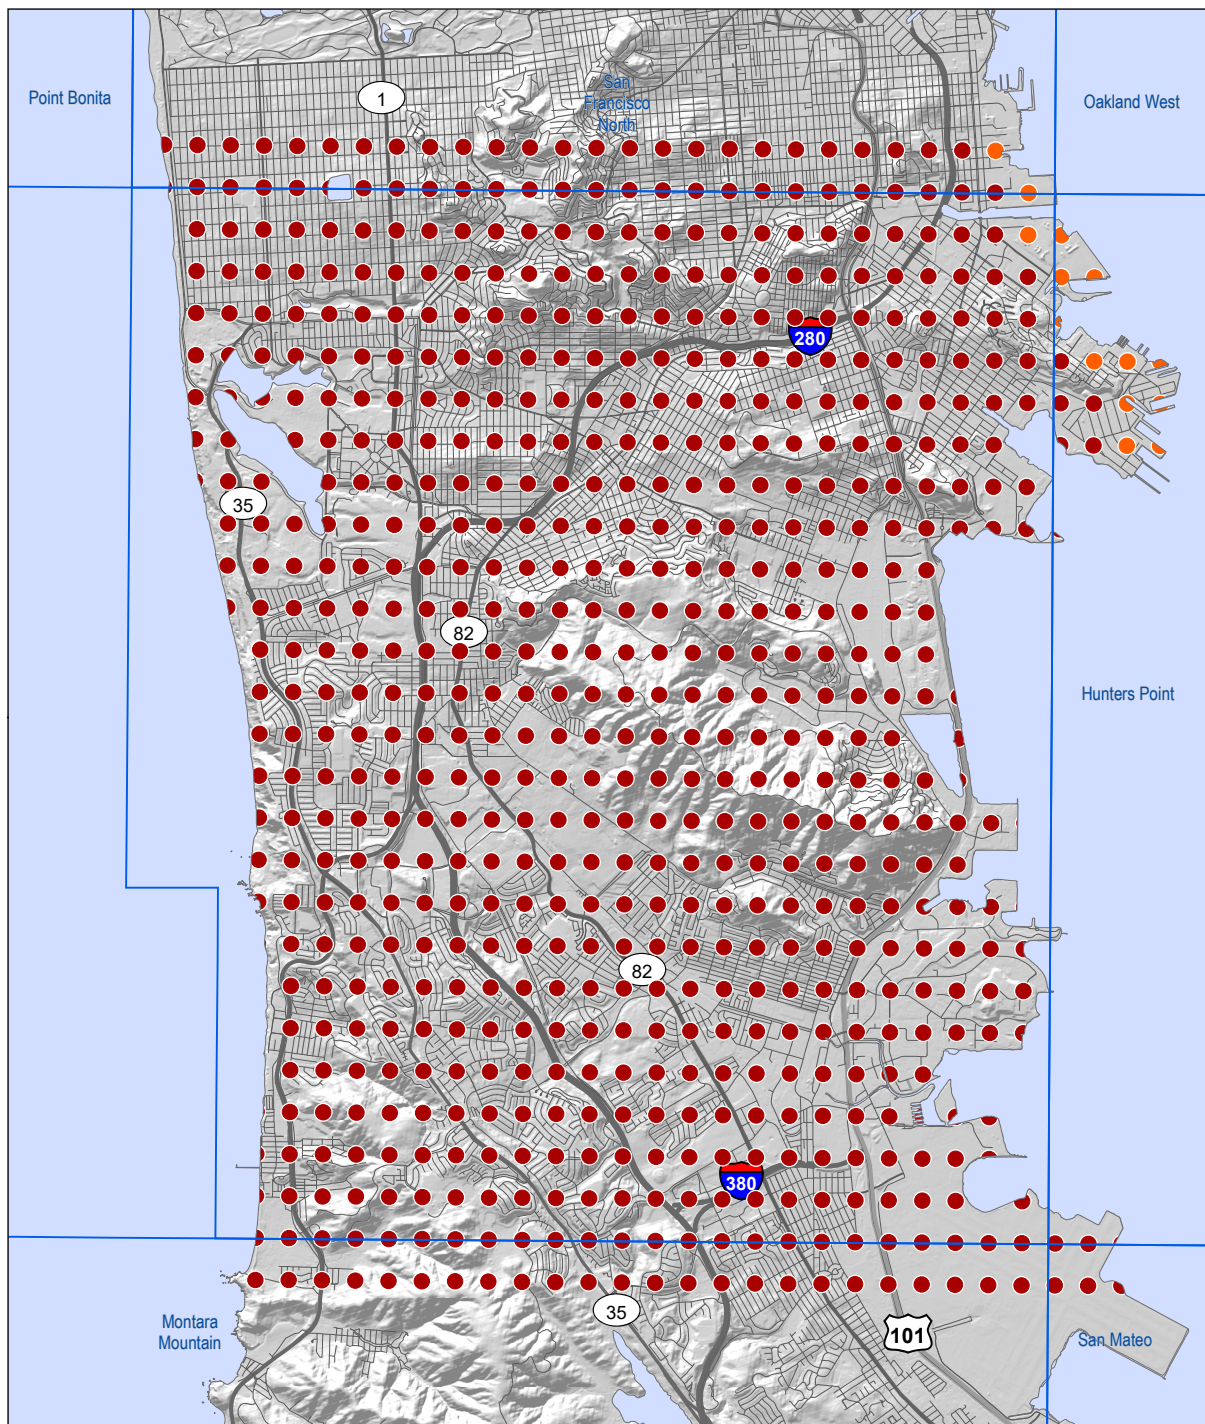 San
Francisco
North
Point Bonita
Oakland West
1
280
35
82
Hunters Point
82
380
35
Montara
Mountain
101
San Mateo